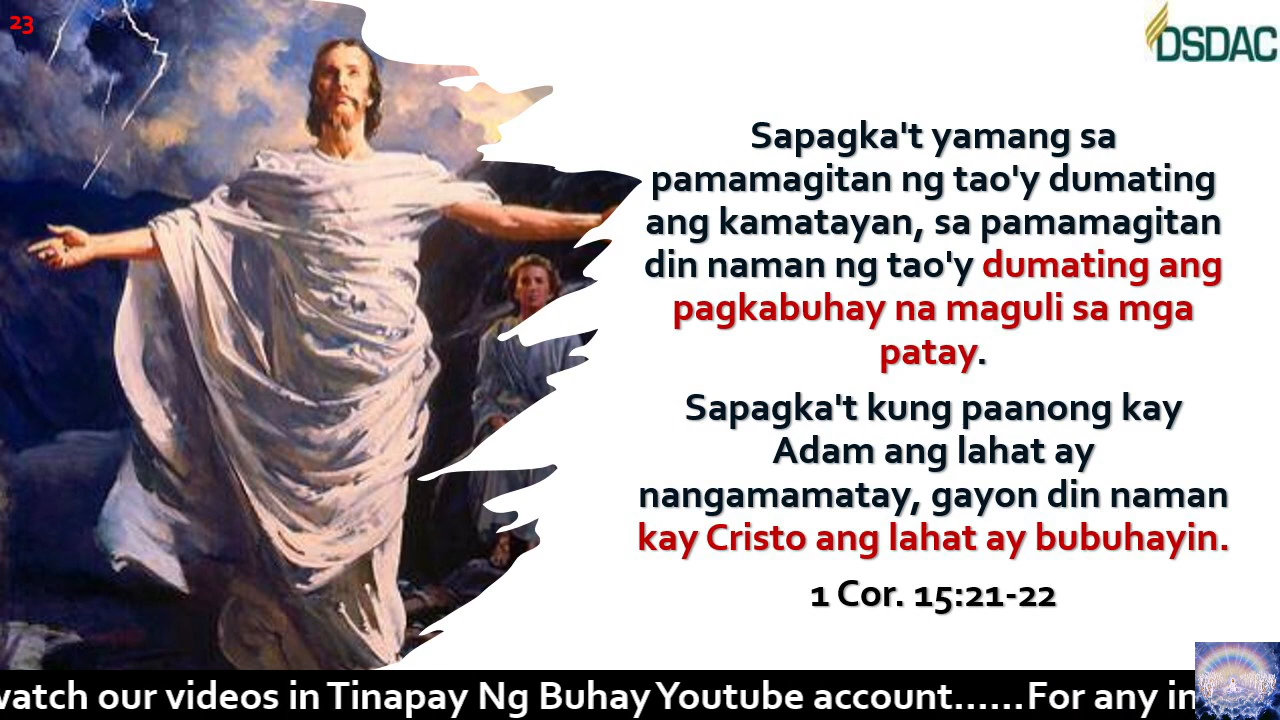 23
DSDAC
Sapagka't yamang sa
pamamagitan ng tao'y dumating
ang kamatayan, sa pamamagitan
din naman ng tao'y dumating ang
pagkabuhay na maguli sa mga
patay.
Sapagka't kung paanong kay
Adam ang lahat ay
nangamamatay, gayon din naman
kay Cristo ang lahat ay bubuhayin.
1 Cor. 15:21-22
watch our videos in Tinapay Ng Buhay Youtube account......For any in